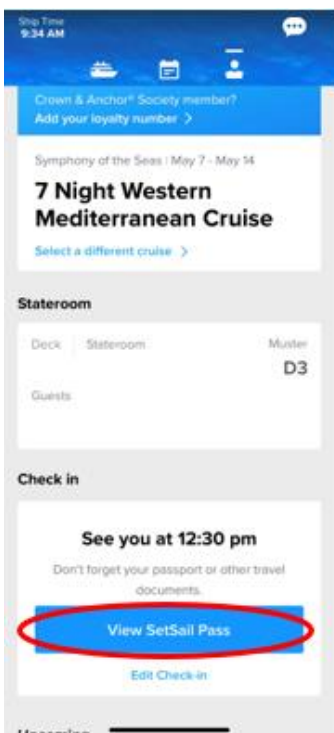 Ship Time
9:34 AM
Crown & Anchor® Society member?
Add your loyalty number >
Symphony of the Seas | May 7 - May 14
7 Night Western
Mediterranean Cruise
Select a different cruise >
Stateroom
Deck Stateroom Muster
D3
Guests
Check in
See you at 12:30 pm
Don't forget your passport or other travel
documents.
View SetSail Pass
Edit Check-in
Upcoming